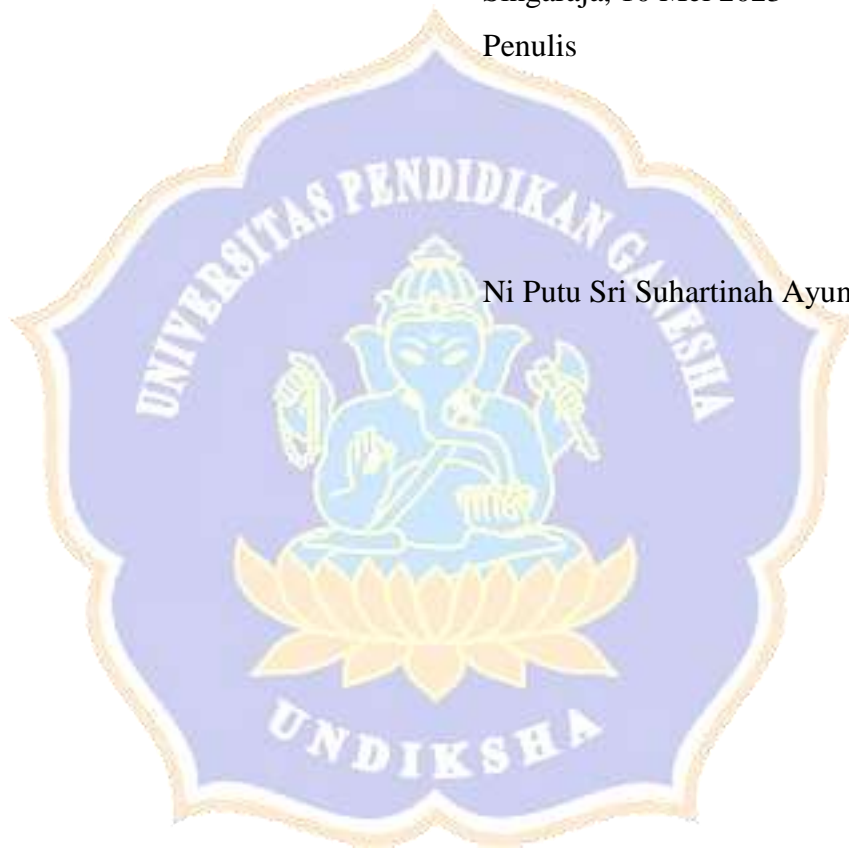 Penulis
UNIVERSITAS PENDIDIKAN GANESHA
Ni Putu Sri Suhartinah Ayun
UNDIKSHA